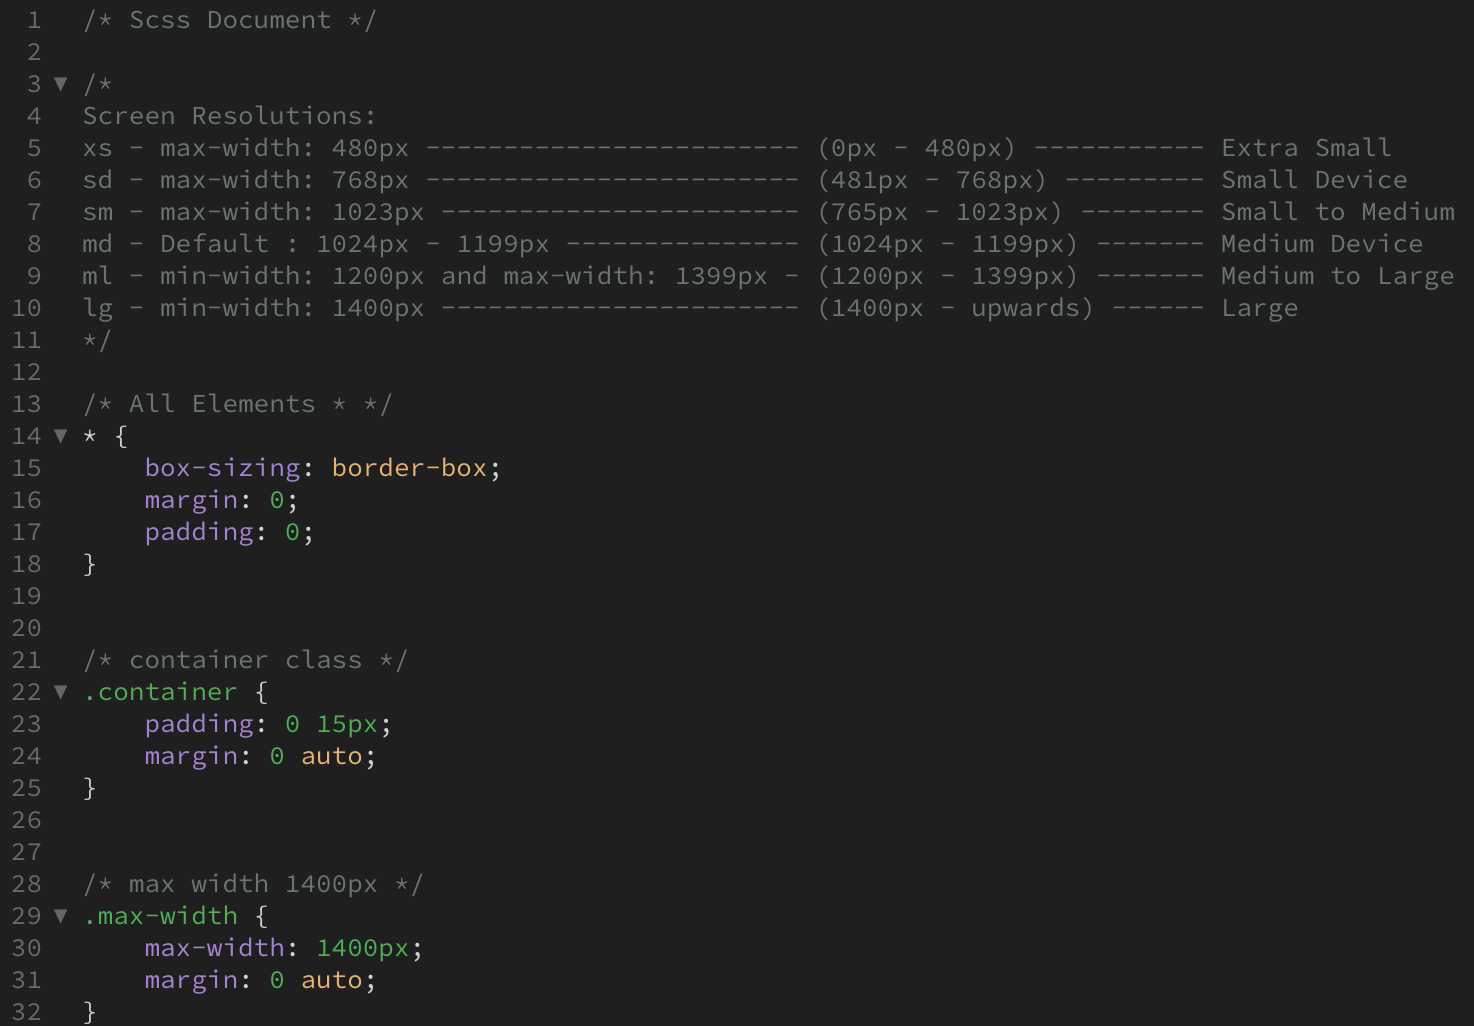 1 /* Scss Document */
2
3 ▼ /*
4 Screen Resolutions:
5 xs - max-width: 480px ------------------------ (0px - 480px) ----------- Extra Small
6 sd - max-width: 768px ------------------------ (481px - 768px) --------- Small Device
7 sm - max-width: 1023px ----------------------- (765px - 1023px) -------- Small to Medium
8 md - Default : 1024px - 1199px --------------- (1024px - 1199px) ------- Medium Device
9 ml - min-width: 1200px and max-width: 1399px - (1200px - 1399px) ------- Medium to Large
10 lg - min-width: 1400px ----------------------- (1400px - upwards) ------ Large
11 */
12
13 /* All Elements * */
14 ▼ * {
15     box-sizing: border-box;
16     margin: 0;
17     padding: 0;
18 }
19
20
21 /* container class */
22 ▼ .container {
23     padding: 0 15px;
24     margin: 0 auto;
25 }
26
27
28 /* max width 1400px */
29 ▼ .max-width {
30     max-width: 1400px;
31     margin: 0 auto;
32 }